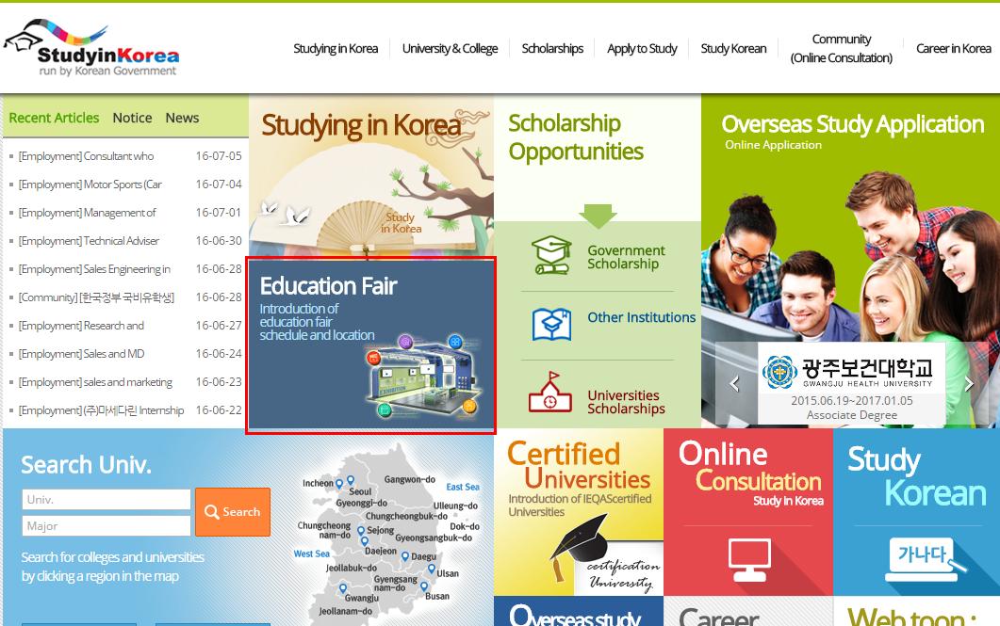 StudyinKorea
run by Korean Government
Studying in Korea
University & College
Scholarships
Apply to Study
Study Korean
Community
(Online Consultation)
Career in Korea
Recent Articles Notice News
[Employment] Consultant who 16-07-05
[Employment] Motor Sports (Car 16-07-04
[Employment] Management of 16-07-01
[Employment] Technical Adviser 16-06-30
[Employment] Sales Engineering in 16-06-28
[Community] [한국정부 국비유학생] 16-06-28
[Employment] Research and 16-06-27
[Employment] Sales and MD 16-06-24
[Employment] sales and marketing 16-06-23
[Employment] (주)마세다린 Internship 16-06-22
Studying in Korea
Study
in Korea
Education Fair
Introduction of
education fair
schedule and location
EXHIBITION
Scholarship
Opportunities
Government
Scholarship
Other Institutions
Universities
Scholarships
Overseas Study Application
Online Application
광주보건대학교
GWANGJU HEALTH UNIVERSITY
2015.06.19~2017.01.05
Associate Degree
Search Univ.
Univ.
Major
Search
Search for colleges and universities
by clicking a region in the map
Incheon
Seoul
Gangwon-do
East Sea
Gyeonggi-do
Ulleung-do
Chungcheongbuk-do
Chungcheong
nam-do
Sejong
Dok-do
Gyeongsangbuk-do
West Sea
Daejeon
Daegu
Jeollabuk-do
Ulsan
Gyengsang
nam-do
Gwangju
Busan
Jeollanam-do
Certified
Universities
Introduction of IEQAScertified
Universities
certification
University
Online
Consultation
Study in Korea
Study
Korean
가나다
Overseas study
Career
Web toon :